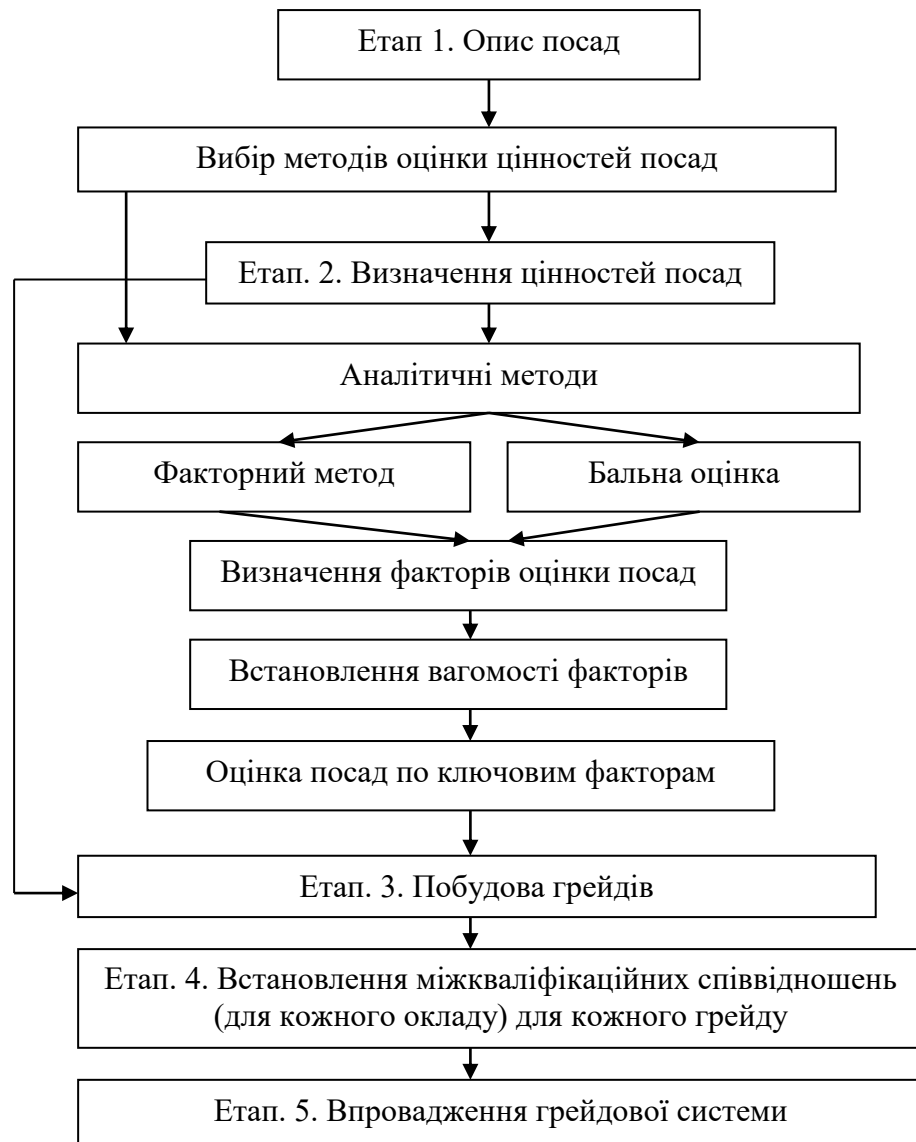 Етап 1. Опис посад
Вибір методів оцінки цінностей посад
Етап. 2. Визначення цінностей посад
Аналітичні методи
Факторний метод
Бальна оцінка
Визначення факторів оцінки посад
Встановлення вагомості факторів
Оцінка посад по ключовим факторам
Етап. 3. Побудова грейдів
Етап. 4. Встановлення міжкваліфікаційних співвідношень
(для кожного окладу) для кожного грейду
Етап. 5. Впровадження грейдової системи